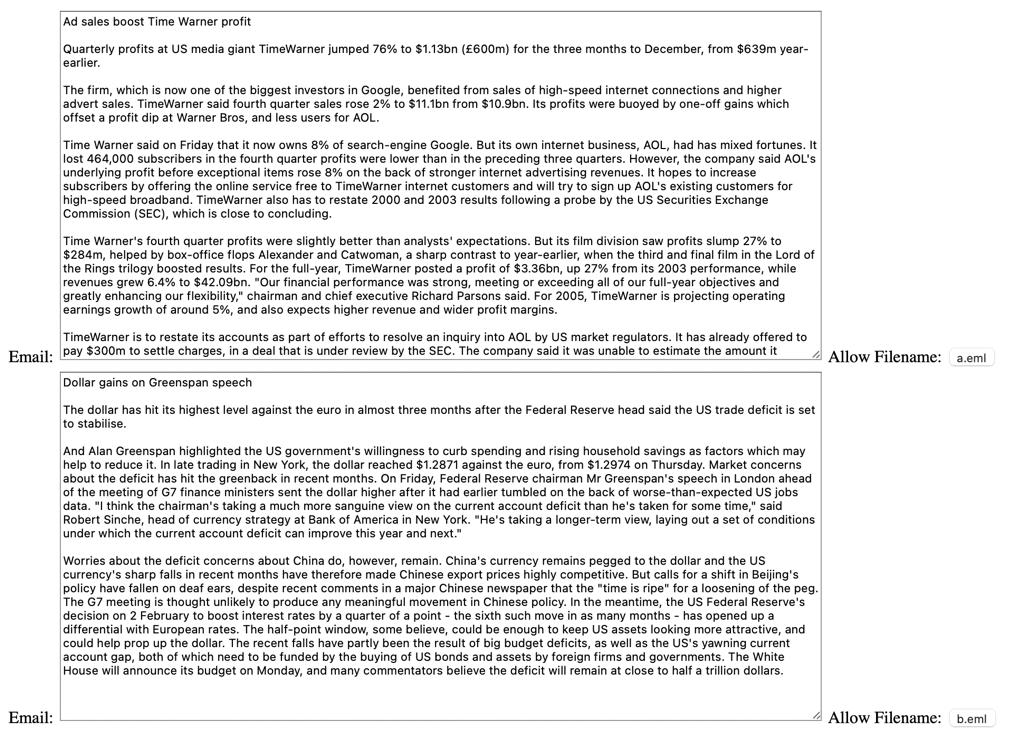 Ad sales boost Time Warner profit
Quarterly profits at US media giant TimeWarner jumped 76% to $1.13bn (£600m) for the three months to December, from $639m year-
earlier.
The firm, which is now one of the biggest investors in Google, benefited from sales of high-speed internet connections and higher
advert sales. TimeWarner said fourth quarter sales rose 2% to $11.1bn from $10.9bn. Its profits were buoyed by one-off gains which
offset a profit dip at Warner Bros, and less users for AOL.
Time Warner said on Friday that it now owns 8% of search-engine Google. But its own internet business, AOL, had has mixed fortunes. It
lost 464,000 subscribers in the fourth quarter profits were lower than in the preceding three quarters. However, the company said AOL's
underlying profit before exceptional items rose 8% on the back of stronger internet advertising revenues. It hopes to increase
subscribers by offering the online service free to TimeWarner internet customers and will try to sign up AOL's existing customers for
high-speed broadband. TimeWarner also has to restate 2000 and 2003 results following a probe by the US Securities Exchange
Commission (SEC), which is close to concluding.
Time Warner's fourth quarter profits were slightly better than analysts' expectations. But its film division saw profits slump 27% to
$284m, helped by box-office flops Alexander and Catwoman, a sharp contrast to year-earlier, when the third and final film in the Lord of
the Rings trilogy boosted results. For the full-year, TimeWarner posted a profit of $3.36bn, up 27% from its 2003 performance, while
revenues grew 6.4% to $42.09bn. "Our financial performance was strong, meeting or exceeding all of our full-year objectives and
greatly enhancing our flexibility," chairman and chief executive Richard Parsons said. For 2005, TimeWarner is projecting operating
earnings growth of around 5%, and also expects higher revenue and wider profit margins.
TimeWarner is to restate its accounts as part of efforts to resolve an inquiry into AOL by US market regulators. It has already offered to
pay $300m to settle charges, in a deal that is under review by the SEC. The company said it was unable to estimate the amount it
Email: Allow Filename: a.eml
Dollar gains on Greenspan speech
The dollar has hit its highest level against the euro in almost three months after the Federal Reserve head said the US trade deficit is set
to stabilise.
And Alan Greenspan highlighted the US government's willingness to curb spending and rising household savings as factors which may
help to reduce it. In late trading in New York, the dollar reached $1.2871 against the euro, from $1.2974 on Thursday. Market concerns
about the deficit has hit the greenback in recent months. On Friday, Federal Reserve chairman Mr Greenspan's speech in London ahead
of the meeting of G7 finance ministers sent the dollar higher after it had earlier tumbled on the back of worse-than-expected US jobs
data. "I think the chairman's taking a much more sanguine view on the current account deficit than he's taken for some time," said
Robert Sinche, head of currency strategy at Bank of America in New York. "He's taking a longer-term view, laying out a set of conditions
under which the current account deficit can improve this year and next."
Worries about the deficit concerns about China do, however, remain. China's currency remains pegged to the dollar and the US
currency's sharp falls in recent months have therefore made Chinese export prices highly competitive. But calls for a shift in Beijing's
policy have fallen on deaf ears, despite recent comments in a major Chinese newspaper that the "time is ripe" for a loosening of the peg.
The G7 meeting is thought unlikely to produce any meaningful movement in Chinese policy. In the meantime, the US Federal Reserve's
decision on 2 February to boost interest rates by a quarter of a point - the sixth such move in as many months - has opened up a
differential with European rates. The half-point window, some believe, could be enough to keep US assets looking more attractive, and
could help prop up the dollar. The recent falls have partly been the result of big budget deficits, as well as the US's yawning current
account gap, both of which need to be funded by the buying of US bonds and assets by foreign firms and governments. The White
House will announce its budget on Monday, and many commentators believe the deficit will remain at close to half a trillion dollars.
Email: Allow Filename: b.eml